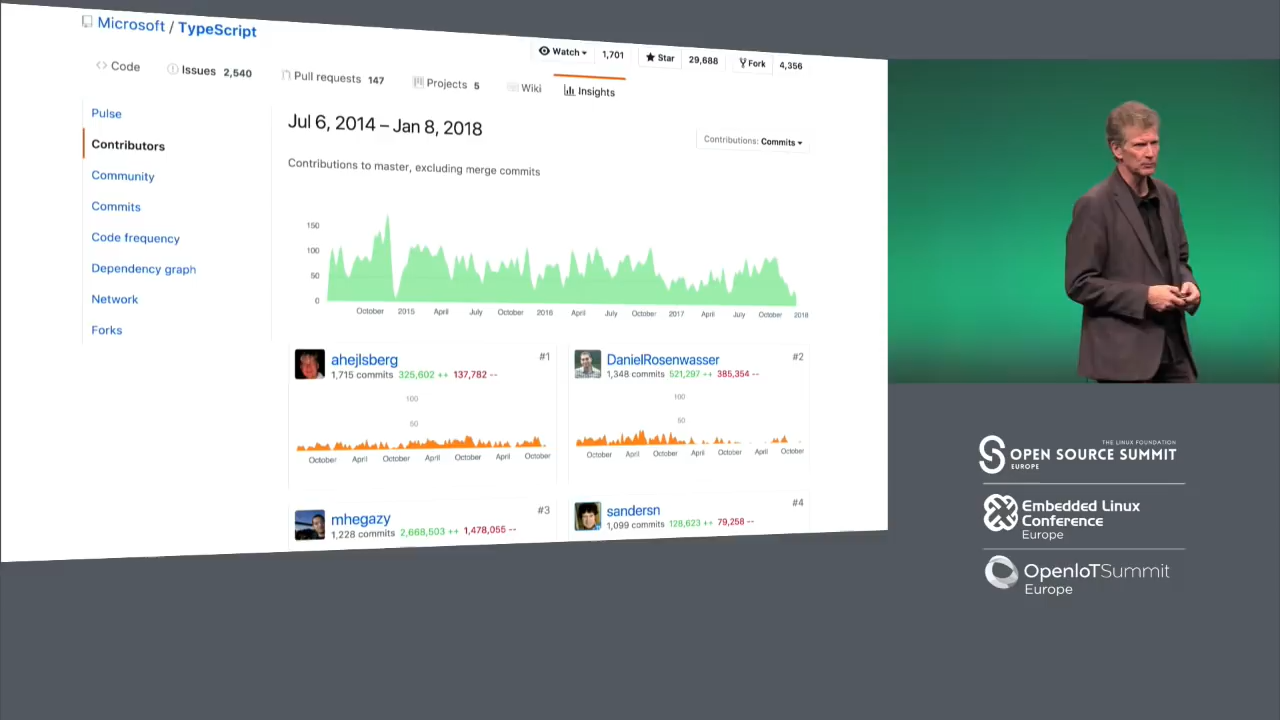 Microsoft / TypeScript
Watch 1,701 Star 29,688 Fork 4,356
Code Issues 2,540 Pull requests 147 Projects 5 Wiki Insights
Pulse
Contributors
Community
Commits
Code frequency
Dependency graph
Network
Forks
Jul 6, 2014 – Jan 8, 2018
Contributions: Commits
Contributions to master, excluding merge commits
150
100
50
0
October 2015 April July October 2016 April July October 2017 April July October 2018
ahejlsberg #1
1,715 commits 325,602 ++ 137,782 --
100
50
October April October April October April October
DanielRosenwasser #2
1,348 commits 521,297 ++ 385,354 --
100
50
October April October April October April October
mhegazy #3
1,228 commits 2,668,503 ++ 1,478,055 --
sandersn #4
1,099 commits 128,623 ++ 79,258 --
THE LINUX FOUNDATION
OPEN SOURCE SUMMIT
EUROPE
Embedded Linux
Conference
Europe
OpenIoTSummit
Europe